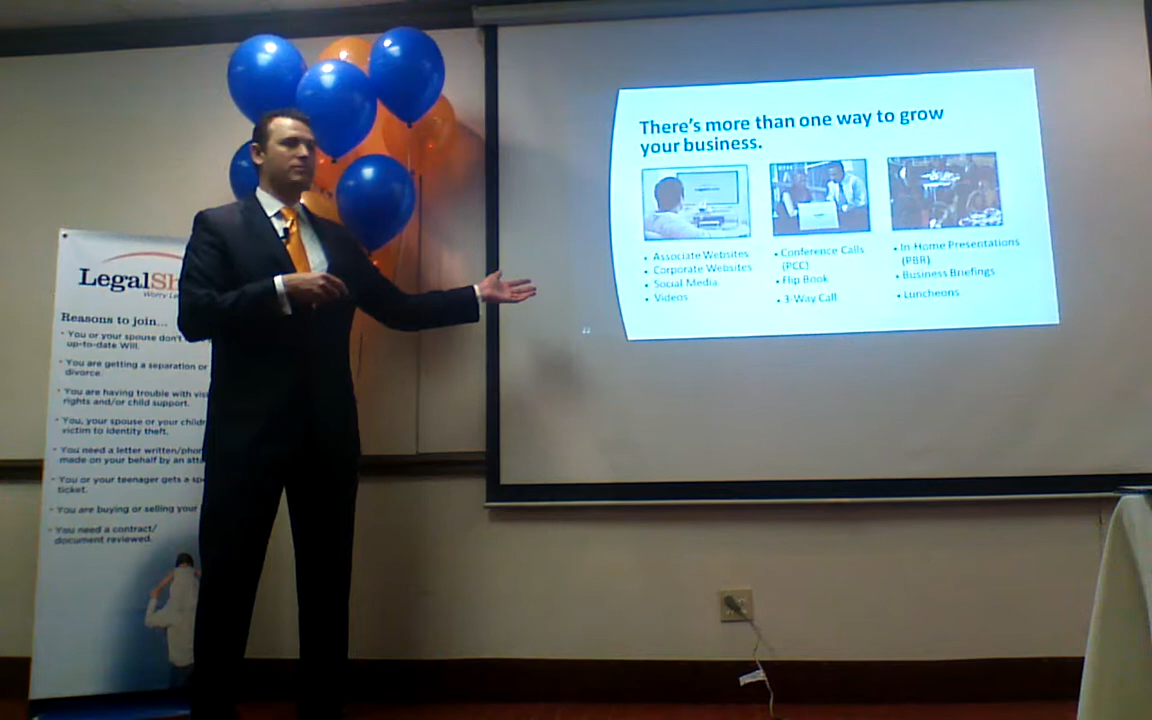 LegalSh
Worry Le
Reasons to join...
• You or your spouse don't
up-to-date Will.
• You are getting a separation or
divorce.
• You are having trouble with visi
rights and/or child support.
• You, your spouse or your childr
victim to identity theft.
• You need a letter written/phon
made on your behalf by an atto
• You or your teenager gets a sp
ticket.
• You are buying or selling your
• You need a contract/
document reviewed.
There's more than one way to grow
your business.
• Associate Websites
• Corporate Websites
• Social Media
• Videos
• Conference Calls
(PCC)
• Flip Book
• 3-Way Call
• In-Home Presentations
(PBR)
• Business Briefings
• Luncheons